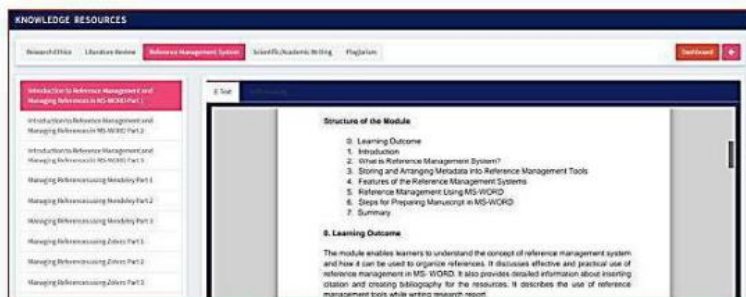 KNOWLEDGE RESOURCES
Research Ethics Literature Review Reference Management System Scientific/Academic Writing Plagiarism Dashboard
Introduction to Reference Management and
Managing References in MS-WORD Part 1
Introduction to Reference Management and
Managing References in MS-WORD Part 2
Introduction to Reference Management and
Managing References in MS-WORD Part 3
Managing References using Mendeley Part 1
Managing References using Mendeley Part 2
Managing References using Mendeley Part 3
Managing References using Zotero Part 1
Managing References using Zotero Part 2
Managing References using Zotero Part 3
E-Text
Structure of the Module
0. Learning Outcome
1. Introduction
2. What is Reference Management System?
3. Storing and Arranging Metadata into Reference Management Tools
4. Features of the Reference Management Systems
5. Reference Management Using MS-WORD
6. Steps for Preparing Manuscript in MS-WORD
7. Summary
0. Learning Outcome
The module enables learners to understand the concept of reference management system
and how it can be used to organize references. It discusses effective and practical use of
reference management in MS- WORD. It also provides detailed information about inserting
citation and creating bibliography for the resources. It describes the use of reference
management tools while writing research report.